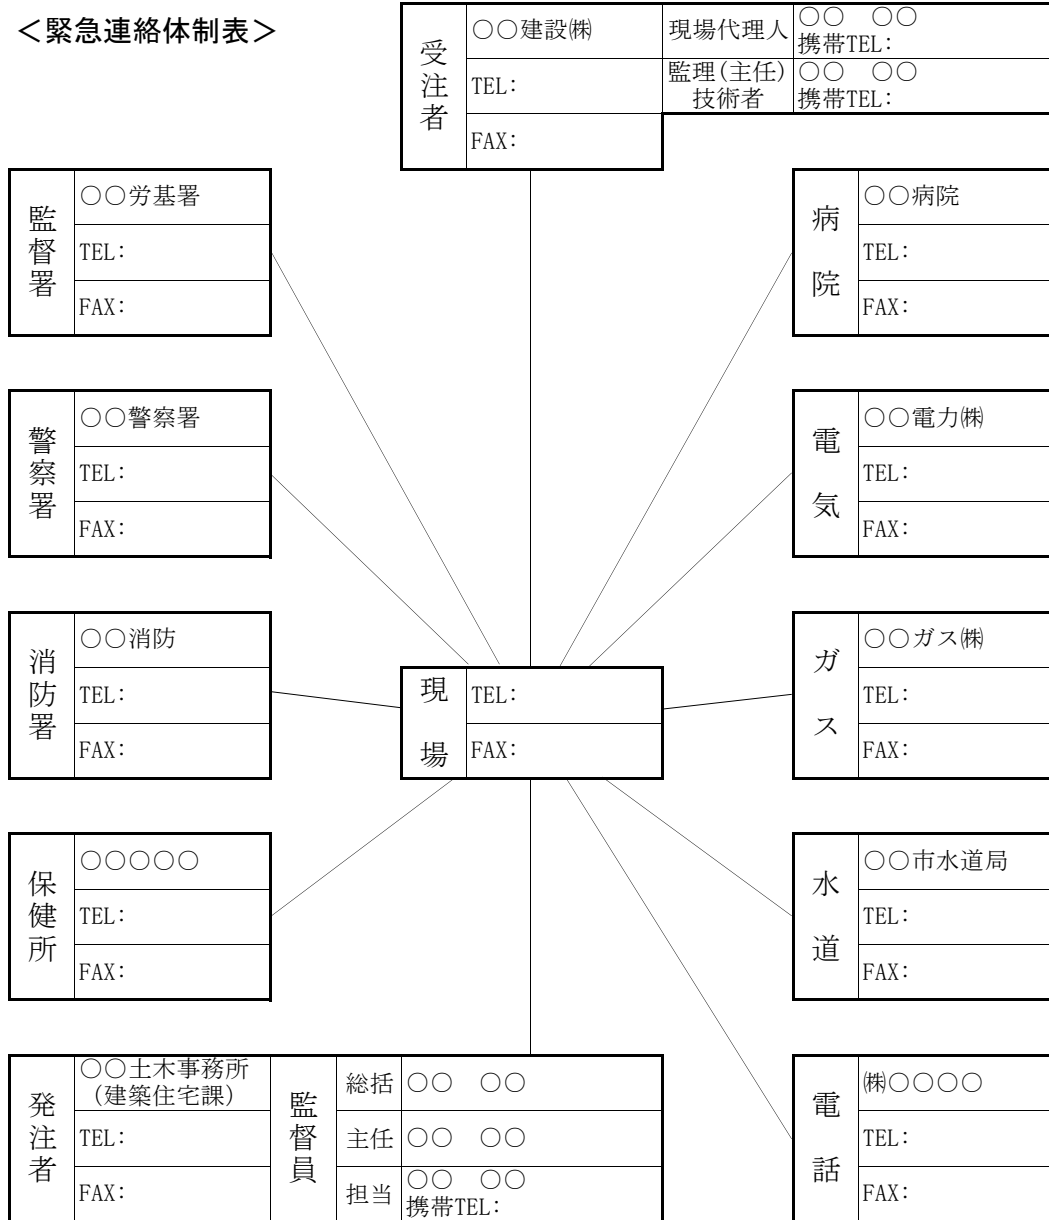 ＜緊急連絡体制表＞
受注者
○○建設㈱
現場代理人
○○　○○
携帯TEL：
TEL：
監理(主任)
技術者
○○　○○
携帯TEL：
FAX：
監督署
○○労基署
TEL：
FAX：
病院
○○病院
TEL：
FAX：
警察署
○○警察署
TEL：
FAX：
電気
○○電力㈱
TEL：
FAX：
消防署
○○消防
TEL：
FAX：
現場
TEL：
FAX：
ガス
○○ガス㈱
TEL：
FAX：
保健所
○○○○○
TEL：
FAX：
水道
○○市水道局
TEL：
FAX：
発注者
○○土木事務所
(建築住宅課)
TEL：
FAX：
監督員
総括
○○　○○
主任
○○　○○
担当
○○　○○
携帯TEL：
電話
㈱○○○○
TEL：
FAX：